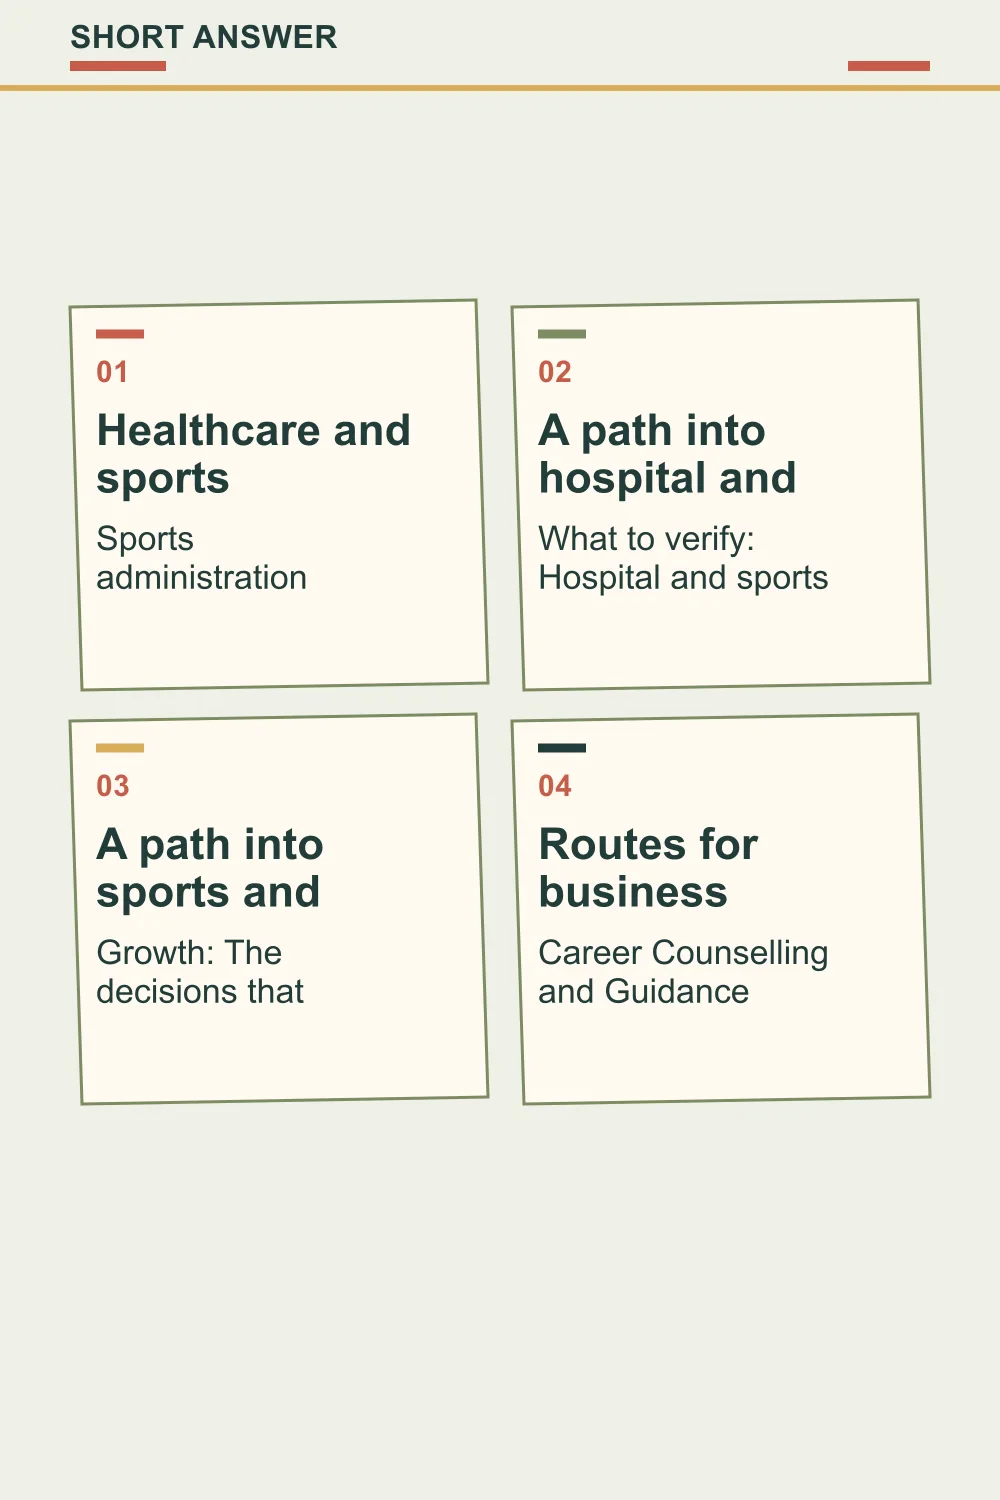 SHORT ANSWER
01
Healthcare and
sports
Sports
administration
02
A path into
hospital and
What to verify:
Hospital and sports
03
A path into
sports and
Growth: The
decisions that
04
Routes for
business
Career Counselling
and Guidance